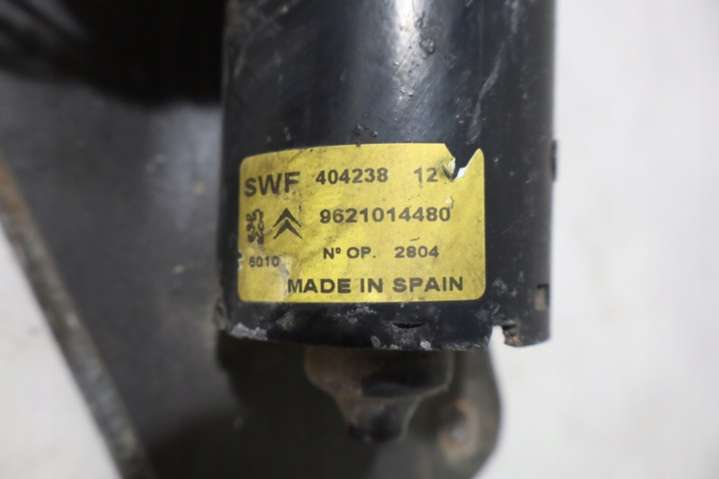 SWF 404238 12
9621014480
6010 Nº OP. 2804
MADE IN SPAIN